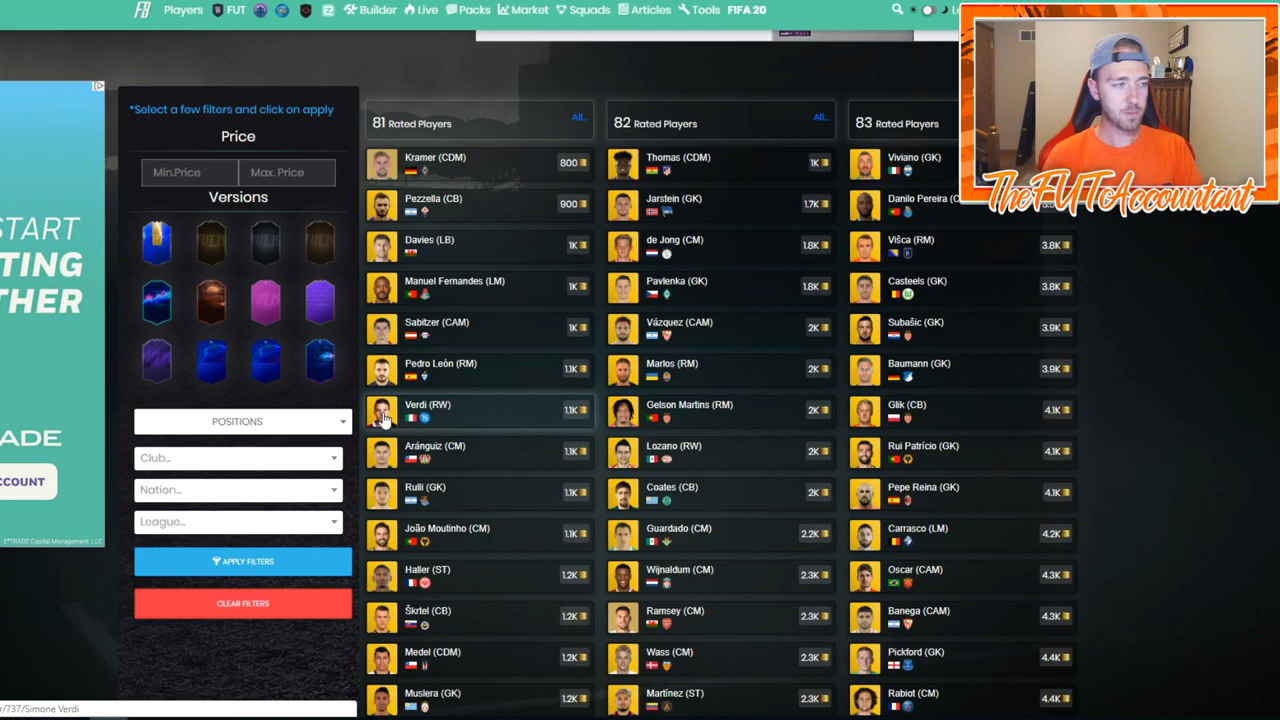 FB Players FUT Builder Live Packs Market Squads Articles Tools FIFA 20
TheFUTAccountant
START
TING
THER
ADE
CCOUNT
E*TRADE Capital Management, LLC
*Select a few filters and click on apply
Price
Min.Price Max. Price
Versions
POSITIONS
Club...
Nation...
League...
APPLY FILTERS
CLEAR FILTERS
81 Rated Players All...
Kramer (CDM) 800
Pezzella (CB) 900
Davies (LB) 1K
Manuel Fernandes (LM) 1K
Sabitzer (CAM) 1K
Pedro León (RM) 1.1K
Verdi (RW) 1.1K
Aránguiz (CM) 1.1K
Rulli (GK) 1.1K
João Moutinho (CM) 1.1K
Haller (ST) 1.2K
Škrtel (CB) 1.2K
Medel (CDM) 1.2K
Muslera (GK) 1.2K
82 Rated Players All...
Thomas (CDM) 1K
Jarstein (GK) 1.7K
de Jong (CM) 1.8K
Pavlenka (GK) 1.8K
Vázquez (CAM) 2K
Marlos (RM) 2K
Gelson Martins (RM) 2K
Lozano (RW) 2K
Coates (CB) 2K
Guardado (CM) 2.2K
Wijnaldum (CM) 2.3K
Ramsey (CM) 2.3K
Wass (CM) 2.3K
Martínez (ST) 2.3K
83 Rated Players
Viviano (GK)
Danilo Pereira (C
Višca (RM) 3.8K
Casteels (GK) 3.8K
Subašic (GK) 3.9K
Baumann (GK) 3.9K
Glik (CB) 4.1K
Rui Patrício (GK) 4.1K
Pepe Reina (GK) 4.1K
Carrasco (LM) 4.2K
Oscar (CAM) 4.3K
Banega (CAM) 4.3K
Pickford (GK) 4.4K
Rabiot (CM) 4.4K
r/737/Simone Verdi